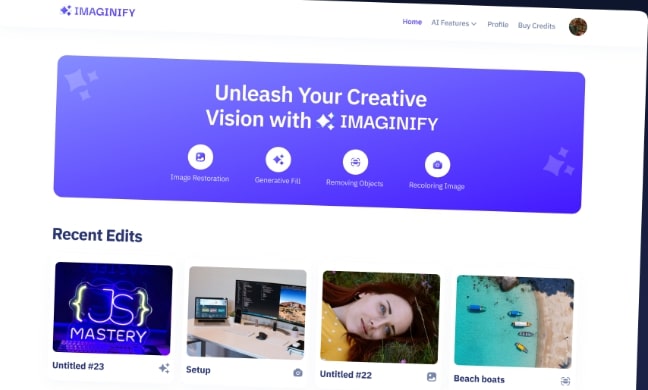 IMAGINIFY
Home AI Features Profile Buy Credits
Unleash Your Creative
Vision with IMAGINIFY
Image Restoration Generative Fill Removing Objects Recoloring Image
Recent Edits
{JS}
MASTERY
Untitled #23 Setup Untitled #22 Beach boats